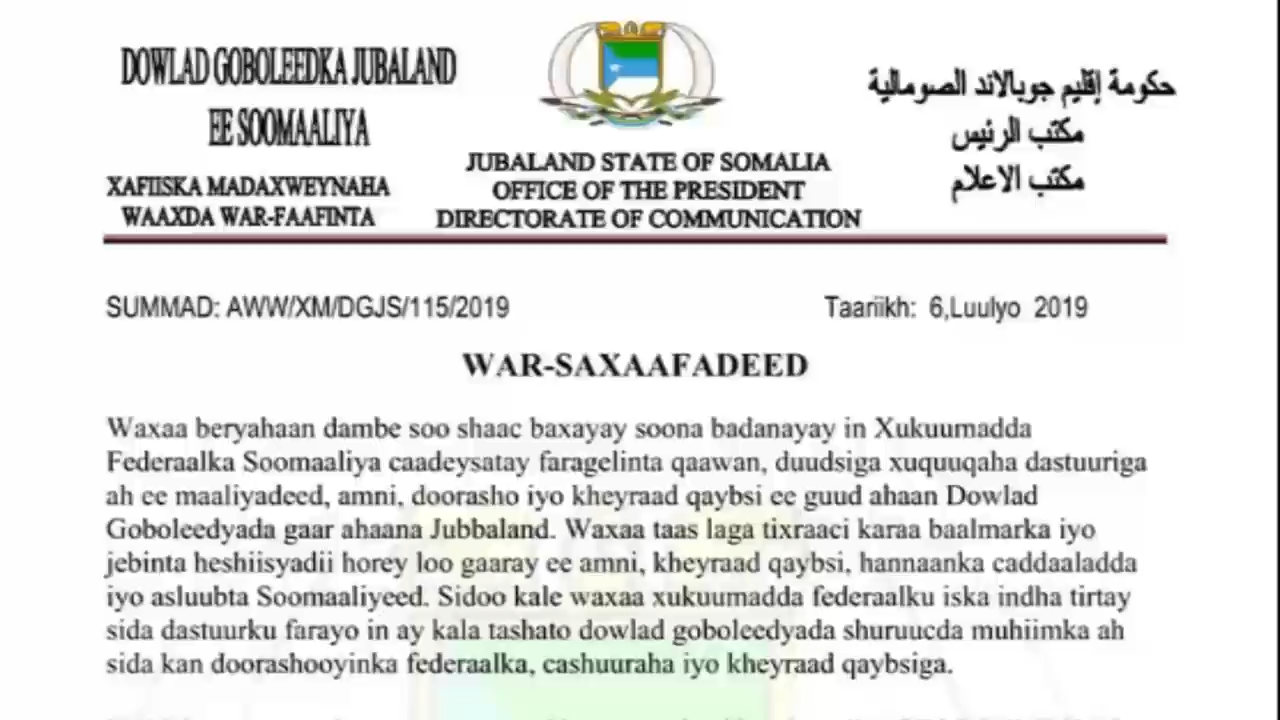 DOWLAD GOBOLEEDKA JUBALAND
EE SOOMAALIYA
XAFIISKA MADAXWEYNAHA
WAAXDA WAR-FAAFINTA
JUBALAND STATE OF SOMALIA
OFFICE OF THE PRESIDENT
DIRECTORATE OF COMMUNICATION
حكومة إقليم جوبالاند الصومالية
مكتب الرئيس
مكتب الاعلام
SUMMAD: AWW/XM/DGJS/115/2019
Taariikh: 6,Luulyo 2019
WAR-SAXAAFADEED
Waxaa beryahaan dambe soo shaac baxayay soona badanayay in Xukuumadda
Federaalka Soomaaliya caadeysatay faragelinta qaawan, duudsiga xuquuqaha dastuuriga
ah ee maaliyadeed, amni, doorasho iyo kheyraad qaybsi ee guud ahaan Dowlad
Goboleedyada gaar ahaana Jubbaland. Waxaa taas laga tixraaci karaa baalmarka iyo
jebinta heshiisyadii horey loo gaaray ee amni, kheyraad qaybsi, hannaanka caddaaladda
iyo asluubta Soomaaliyeed. Sidoo kale waxaa xukuumadda federaalku iska indha tirtay
sida dastuurku farayo in ay kala tashato dowlad goboleedyada shuruucda muhiimka ah
sida kan doorashooyinka federaalka, cashuuraha iyo kheyraad qaybsiga.